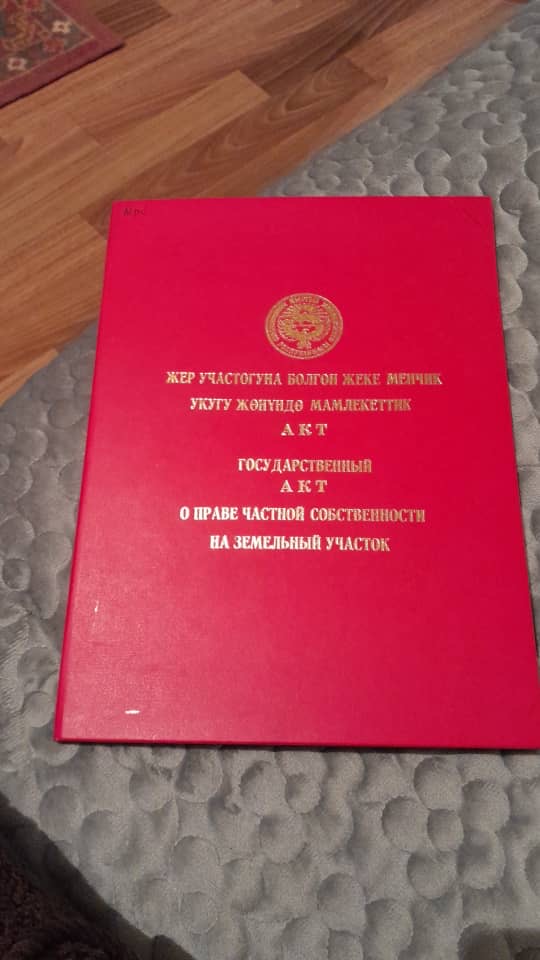 ЖЕР УЧАСТОГУНА БОЛГОН ЖЕКЕ МЕНЧИК
УКУГУ ЖӨНҮНДӨ МАМЛЕКЕТТИК
АКТ
ГОСУДАРСТВЕННЫЙ
АКТ
О ПРАВЕ ЧАСТНОЙ СОБСТВЕННОСТИ
НА ЗЕМЕЛЬНЫЙ УЧАСТОК